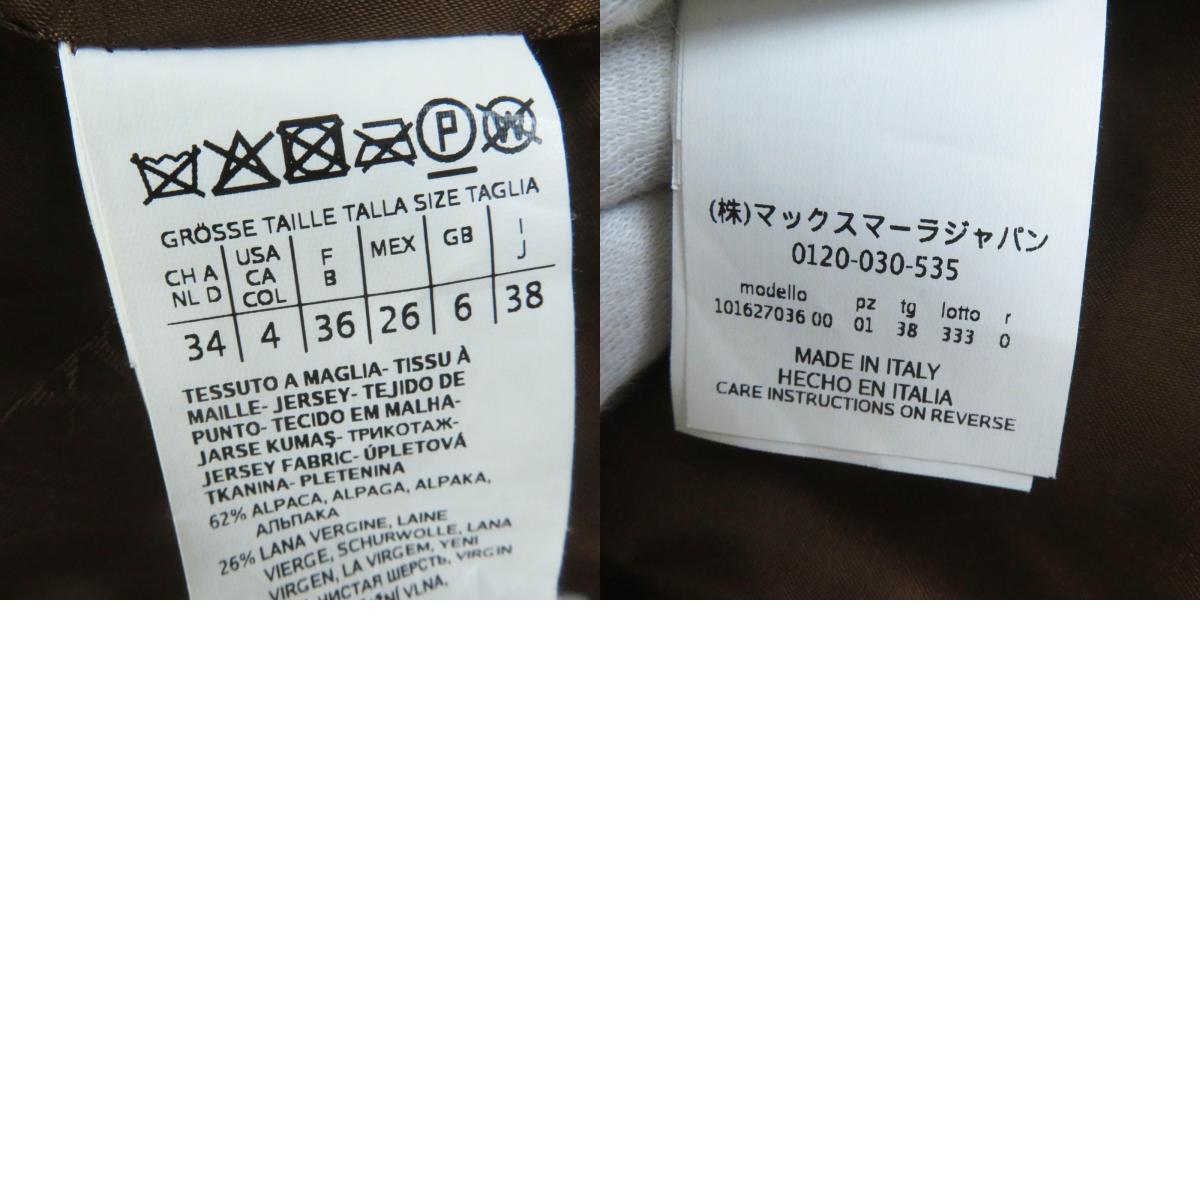 P
W
GRÖSSE TAILLE TALLA SIZE TAGLIA
CH A NL D
USA CA COL
F B
MEX
GB
I J
34 4 36 26 6 38
TESSUTO A MAGLIA- TISSU À
MAILLE- JERSEY- TEJIDO DE
PUNTO- TECIDO EM MALHA-
JARSE KUMAŞ- ТРИКОТАЖ-
JERSEY FABRIC- ÚPLETOVÁ
TKANINA- PLETENINA
62% ALPACA, ALPAGA, ALPAKA,
АЛЬПАКА
26% LANA VERGINE, LAINE
VIERGE, SCHURWOLLE, LANA
VIRGEN, LA VIRGEM, YENI
ЧИСТАЯ ШЕРСТЬ, VIRGIN
VLNA,
(株)マックスマーラジャパン
0120-030-535
modello pz tg lotto r
101627036 00 01 38 333 0
MADE IN ITALY
HECHO EN ITALIA
CARE INSTRUCTIONS ON REVERSE